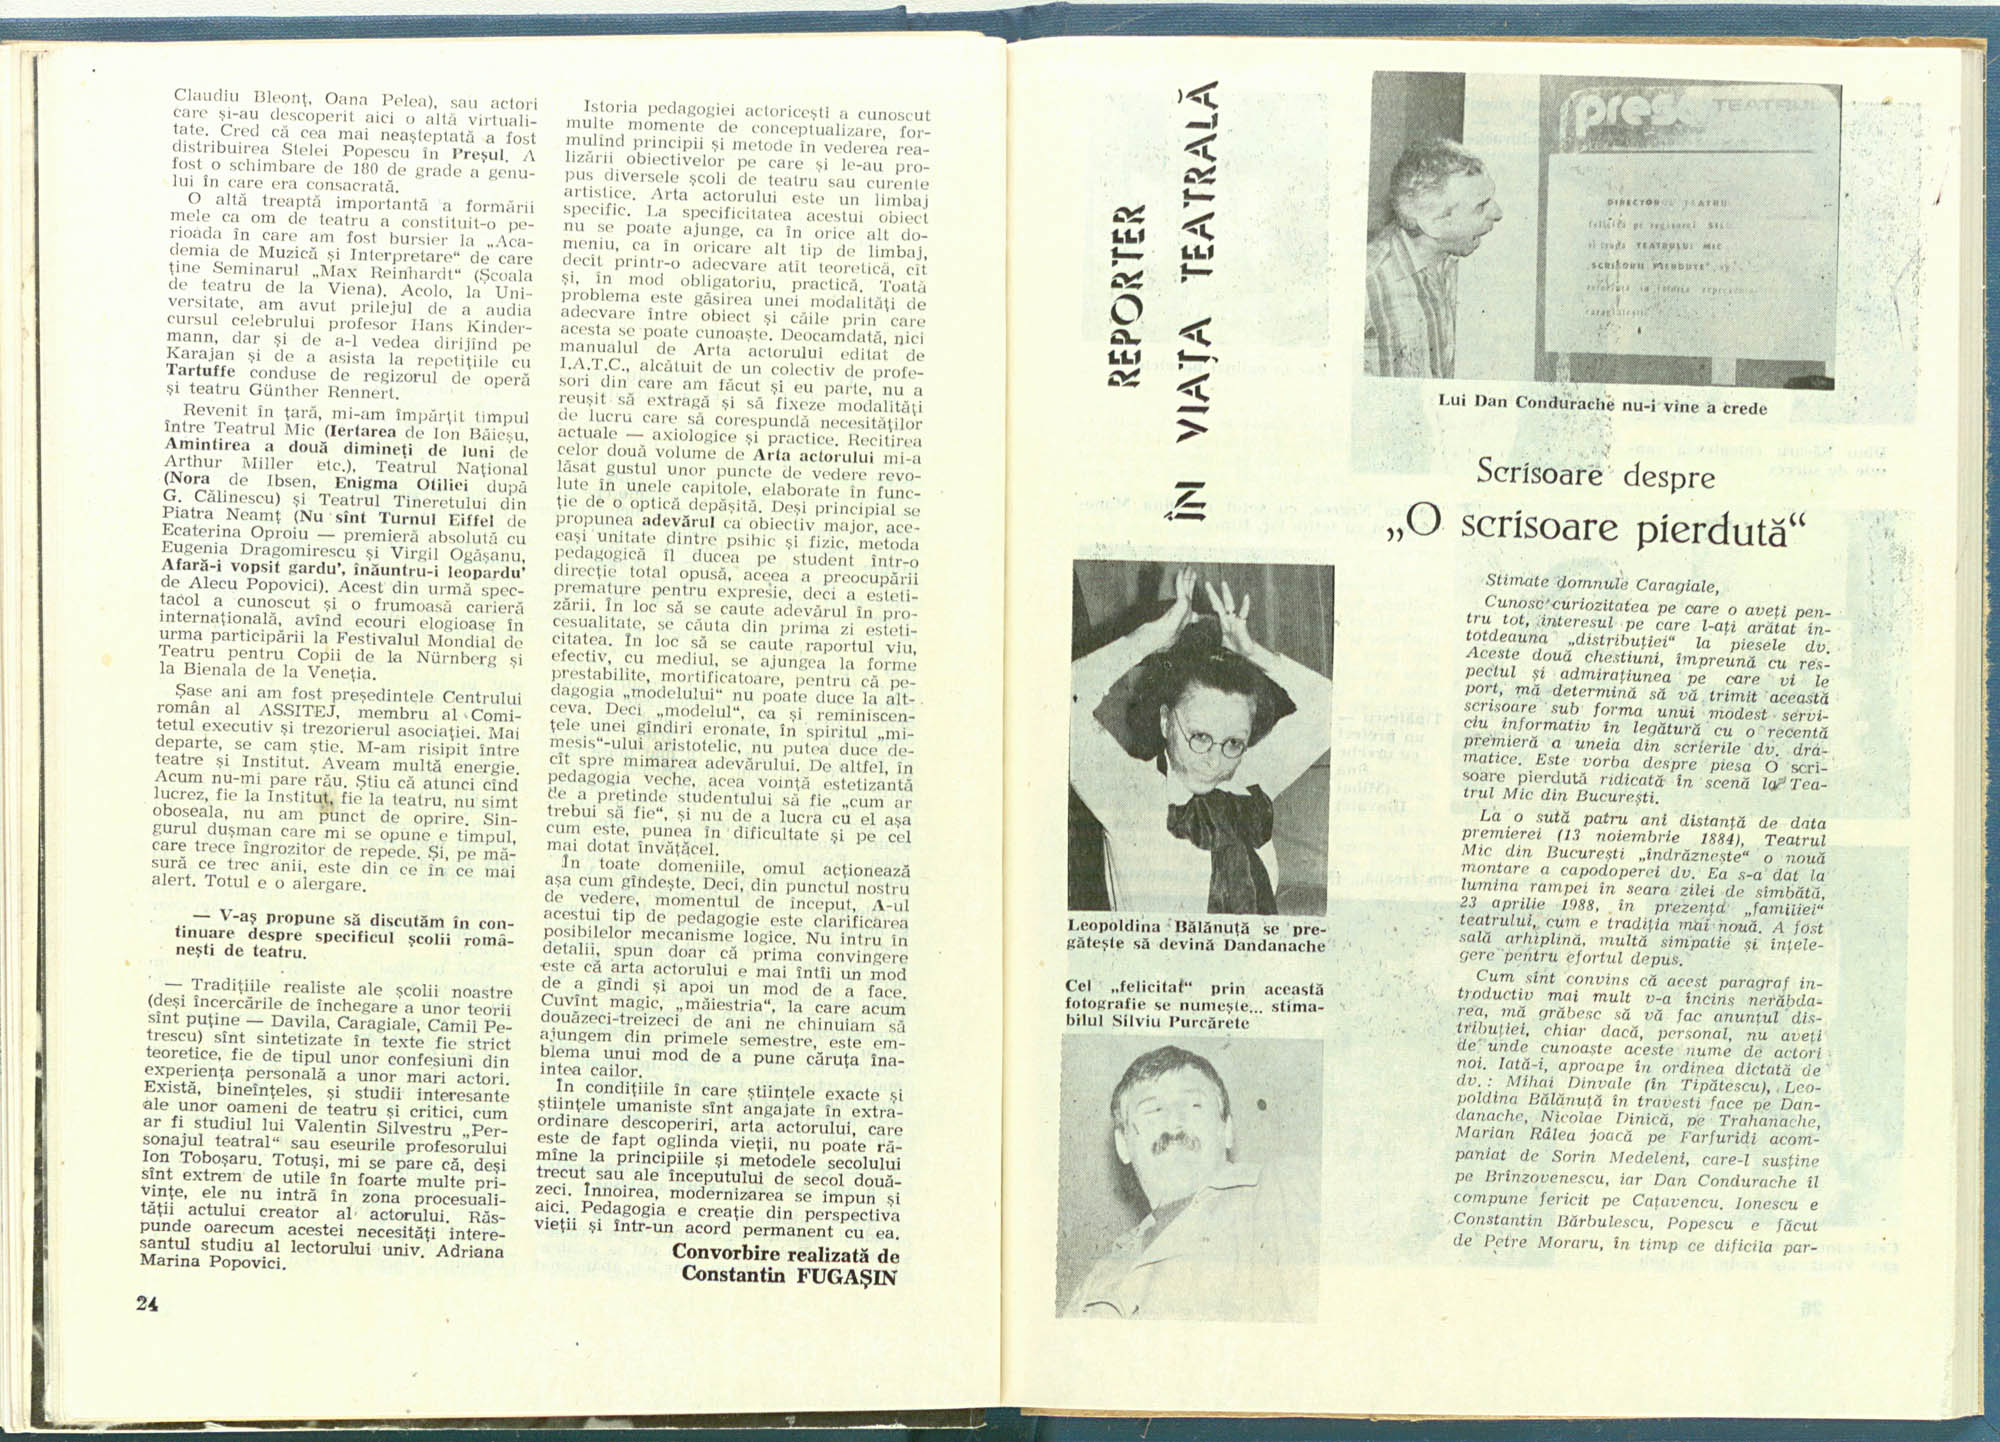 Claudiu Bleonț, Oana Pelea), sau actori
care și-au descoperit aici o altă virtuali-
tate. Cred că cea mai neașteptată a fost
distribuirea Stelei Popescu în Preșul. A
fost o schimbare de 180 de grade a genu-
lui în care era consacrată.
O altă treaptă importantă a formării
mele ca om de teatru a constituit-o pe-
rioada în care am fost bursier la „Aca-
demia de Muzică și Interpretare“ de care
ține Seminarul „Max Reinhardt“ (Școala
de teatru de la Viena). Acolo, la Uni-
versitate, am avut prilejul de a audia
cursul celebrului profesor Hans Kinder-
mann, dar și de a-l vedea dirijînd pe
Karajan și de a asista la repetițiile cu
Tartuffe conduse de regizorul de operă
și teatru Günther Rennert.
Revenit în țară, mi-am împărțit timpul
între Teatrul Mic (Iertarea de Ion Băieșu,
Amintirea a două dimineți de luni de
Arthur Miller etc.), Teatrul Național
(Nora de Ibsen, Enigma Otiliei după
G. Călinescu) și Teatrul Tineretului din
Piatra Neamț (Nu sînt Turnul Eiffel de
Ecaterina Oproiu — premieră absolută cu
Eugenia Dragomirescu și Virgil Ogășanu,
Afară-i vopsit gardu', înăuntru-i leopardu'
de Alecu Popovici). Acest din urmă spec-
tacol a cunoscut și o frumoasă carieră
internațională, avînd ecouri elogioase în
urma participării la Festivalul Mondial de
Teatru pentru Copii de la Nürnberg și
la Bienala de la Veneția.
Șase ani am fost președintele Centrului
român al ASSITEJ, membru al Comi-
tetul executiv și trezorierul asociației. Mai
departe, se cam știe. M-am risipit între
teatre și Institut. Aveam multă energie.
Acum nu-mi pare rău. Știu că atunci cînd
lucrez, fie la Institut, fie la teatru, nu simt
oboseala, nu am punct de oprire. Sin-
gurul dușman care mi se opune e timpul,
care trece îngrozitor de repede. Și, pe mă-
sură ce trec anii, este din ce în ce mai
alert. Totul e o alergare.
— V-aș propune să discutăm în con-
tinuare despre specificul școlii româ-
nești de teatru.
— Tradițiile realiste ale școlii noastre
(deși încercările de închegare a unor teorii
sînt puține — Davila, Caragiale, Camil Pe-
trescu) sînt sintetizate în texte fie strict
teoretice, fie de tipul unor confesiuni din
experiența personală a unor mari actori.
Există, bineînțeles, și studii interesante
ale unor oameni de teatru și critici, cum
ar fi studiul lui Valentin Silvestru „Per-
sonajul teatral“ sau eseurile profesorului
Ion Toboșaru. Totuși, mi se pare că, deși
sînt extrem de utile în foarte multe pri-
vințe, ele nu intră în zona procesuali-
tății actului creator al actorului. Răs-
punde oarecum acestei necesități intere-
santul studiu al lectorului univ. Adriana
Marina Popovici.
24
Istoria pedagogiei actoricești a cunoscut
multe momente de conceptualizare, for-
mulînd principii și metode în vederea rea-
lizării obiectivelor pe care și le-au pro-
pus diversele școli de teatru sau curente
artistice. Arta actorului este un limbaj
specific. La specificitatea acestui obiect
nu se poate ajunge, ca în orice alt do-
meniu, ca în oricare alt tip de limbaj,
decît printr-o adecvare atît teoretică, cît
și, în mod obligatoriu, practică. Toată
problema este găsirea unei modalități de
adecvare între obiect și căile prin care
acesta se poate cunoaște. Deocamdată, nici
manualul de Arta actorului editat de
I.A.T.C., alcătuit de un colectiv de profe-
sori din care am făcut și eu parte, nu a
reușit să extragă și să fixeze modalități
de lucru care să corespundă necesităților
actuale — axiologice și practice. Recitirea
celor două volume de Arta actorului mi-a
lăsat gustul unor puncte de vedere revo-
lute în unele capitole, elaborate în func-
ție de o optică depășită. Deși principial se
propunea adevărul ca obiectiv major, ace-
eași unitate dintre psihic și fizic, metoda
pedagogică îl ducea pe student într-o
direcție total opusă, aceea a preocupării
premature pentru expresie, deci a esteti-
zării. În loc să se caute adevărul în pro-
cesualitate, se căuta din prima zi esteti-
citatea. În loc să se caute raportul viu,
efectiv, cu mediul, se ajungea la forme
prestabilite, mortificatoare, pentru că pe-
dagogia „modelului“ nu poate duce la alt-
ceva. Deci „modelul“, ca și reminiscen-
țele unei gîndiri eronate, în spiritul „mi-
mesis“-ului aristotelic, nu putea duce de-
cît spre mimarea adevărului. De altfel, în
pedagogia veche, acea voință estetizantă
de a pretinde studentului să fie „cum ar
trebui să fie“, și nu de a lucra cu el așa
cum este, punea în dificultate și pe cel
mai dotat învățăcel.
În toate domeniile, omul acționează
așa cum gîndește. Deci, din punctul nostru
de vedere, momentul de început, A-ul
acestui tip de pedagogie este clarificarea
posibilelor mecanisme logice. Nu intru în
detalii, spun doar că prima convingere
este că arta actorului e mai întîi un mod
de a gîndi și apoi un mod de a face.
Cuvînt magic, „măiestria“, la care acum
douăzeci-treizeci de ani ne chinuiam să
ajungem din primele semestre, este em-
blema unui mod de a pune căruța îna-
intea cailor.
În condițiile în care științele exacte și
științele umaniste sînt angajate în extra-
ordinare descoperiri, arta actorului, care
este de fapt oglinda vieții, nu poate ră-
mîne la principiile și metodele secolului
trecut sau ale începutului de secol două-
zeci. Înnoirea, modernizarea se impun și
aici. Pedagogia e creație din perspectiva
vieții și într-un acord permanent cu ea.
Convorbire realizată de
Constantin FUGAȘIN
REPORTER
ÎN VIAȚA TEATRALĂ
presa TEATRUL
DIRECTORUL TEATRU
felicită pe regizorul SILV
și trupa TEATRULUI MIC
SCRISORII PIERDUTE
Lui Dan Condurache nu-i vine a crede
Scrisoare despre
„O scrisoare pierdută“
Leopoldina Bălănuță se pre-
gătește să devină Dandanache
Cel „felicitat“ prin această
fotografie se numește... stima-
bilul Silviu Purcărete
Stimate domnule Caragiale,
Cunosc curiozitatea pe care o aveți pen-
tru tot, interesul pe care l-ați arătat în-
totdeauna „distribuției“ la piesele dv.
Aceste două chestiuni, împreună cu res-
pectul și admirațiunea pe care vi le
port, mă determină să vă trimit această
scrisoare sub forma unui modest servi-
ciu informativ în legătură cu o recentă
premieră a uneia din scrierile dv. dra-
matice. Este vorba despre piesa O scri-
soare pierdută ridicată în scenă la Tea-
trul Mic din București.
La o sută patru ani distanță de data
premierei (13 noiembrie 1884), Teatrul
Mic din București „îndrăznește“ o nouă
montare a capodoperei dv. Ea s-a dat la
lumina rampei în seara zilei de sîmbătă,
23 aprilie 1988, în prezența „familiei“
teatrului, cum e tradiția mai nouă. A fost
sală arhiplină, multă simpatie și înțele-
gere pentru efortul depus.
Cum sînt convins că acest paragraf in-
troductiv mai mult v-a încins nerăbda-
rea, mă grăbesc să vă fac anunțul dis-
tribuției, chiar dacă, personal, nu aveți
de unde cunoaște aceste nume de actori
noi. Iată-i, aproape în ordinea dictată de
dv.: Mihai Dinvale (în Tipătescu), Leo-
poldina Bălănuță în travesti face pe Dan-
danache, Nicolae Dinică, pe Trahanache,
Marian Râlea joacă pe Farfuridi acom-
paniat de Sorin Medeleni, care-l susține
pe Brînzovenescu, iar Dan Condurache îl
compune fericit pe Cațavencu. Ionescu e
Constantin Bărbulescu, Popescu e făcut
de Petre Moraru, în timp ce dificila par-